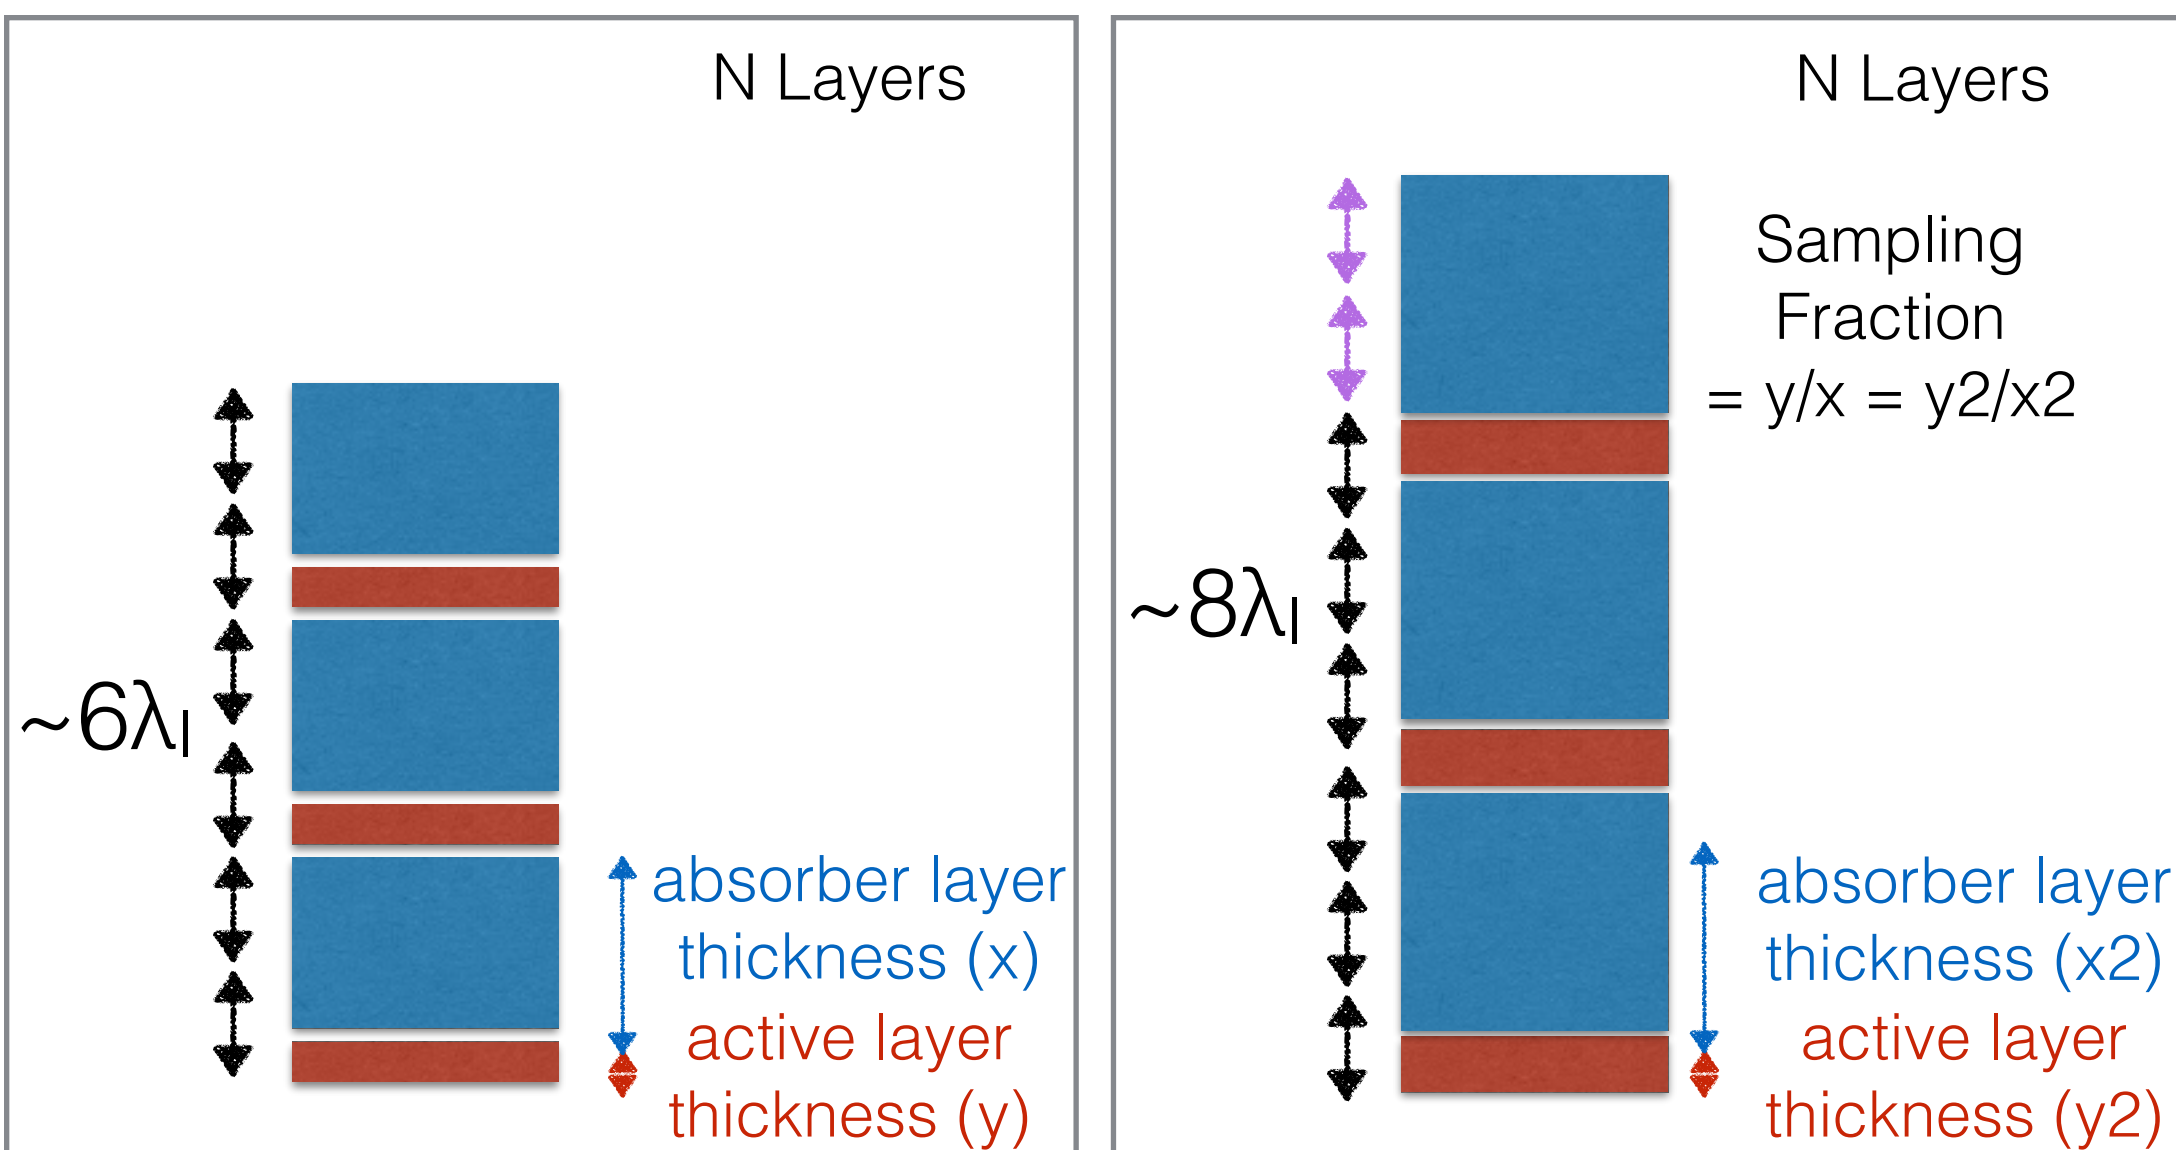 N Layers
~6λI
absorber layer
thickness (x)
active layer
thickness (y)
N Layers
Sampling
Fraction
= y/x = y2/x2
~8λI
absorber layer
thickness (x2)
active layer
thickness (y2)